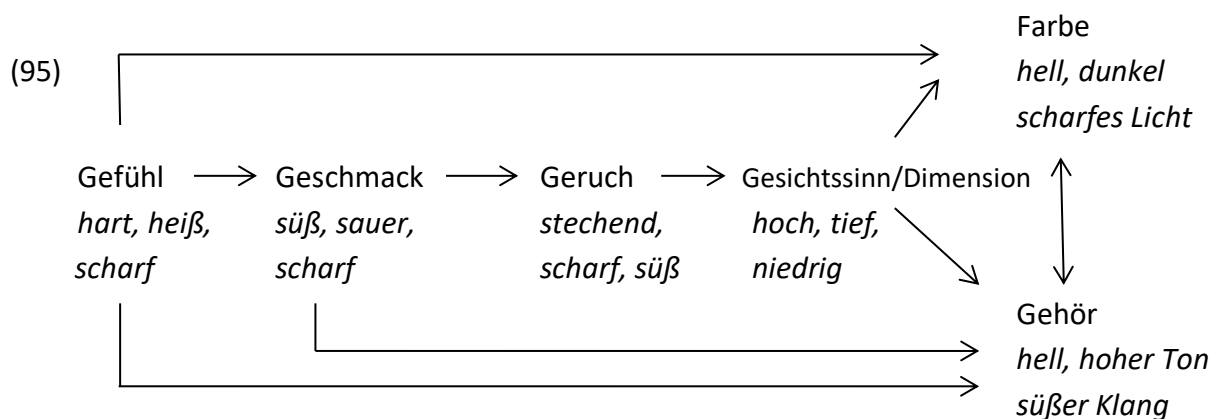 (95)
Farbe
hell, dunkel
scharfes Licht
Gefühl
hart, heiß,
scharf
Geschmack
süß, sauer,
scharf
Geruch
stechend,
scharf, süß
Gesichtssinn/Dimension
hoch, tief,
niedrig
Gehör
hell, hoher Ton
süßer Klang